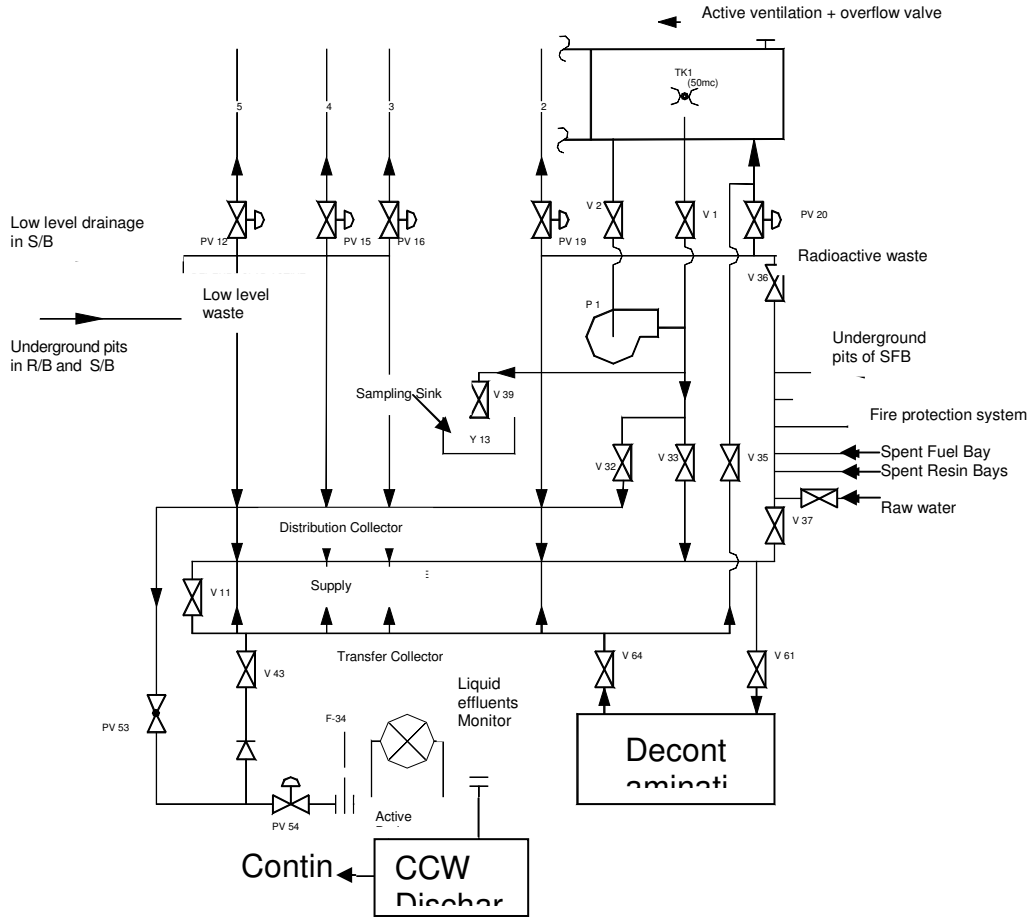 Active ventilation + overflow valve
TK1
(50mc)
5
4
3
2
Low level drainage
in S/B
PV 12
PV 15
PV 16
PV 19
V 2
V 1
PV 20
Radioactive waste
Low level
waste
V 36
P 1
Underground pits
in R/B and S/B
Underground
pits of SFB
Sampling Sink
V 39
Y 13
Fire protection system
V 32
V 33
V 35
Spent Fuel Bay
Spent Resin Bays
Raw water
V 37
Distribution Collector
Supply
V 11
Transfer Collector
V 43
V 64
V 61
Liquid
effluents
Monitor
PV 53
F-34
Decont
aminati
PV 54
Active
Contin
CCW
Dischar